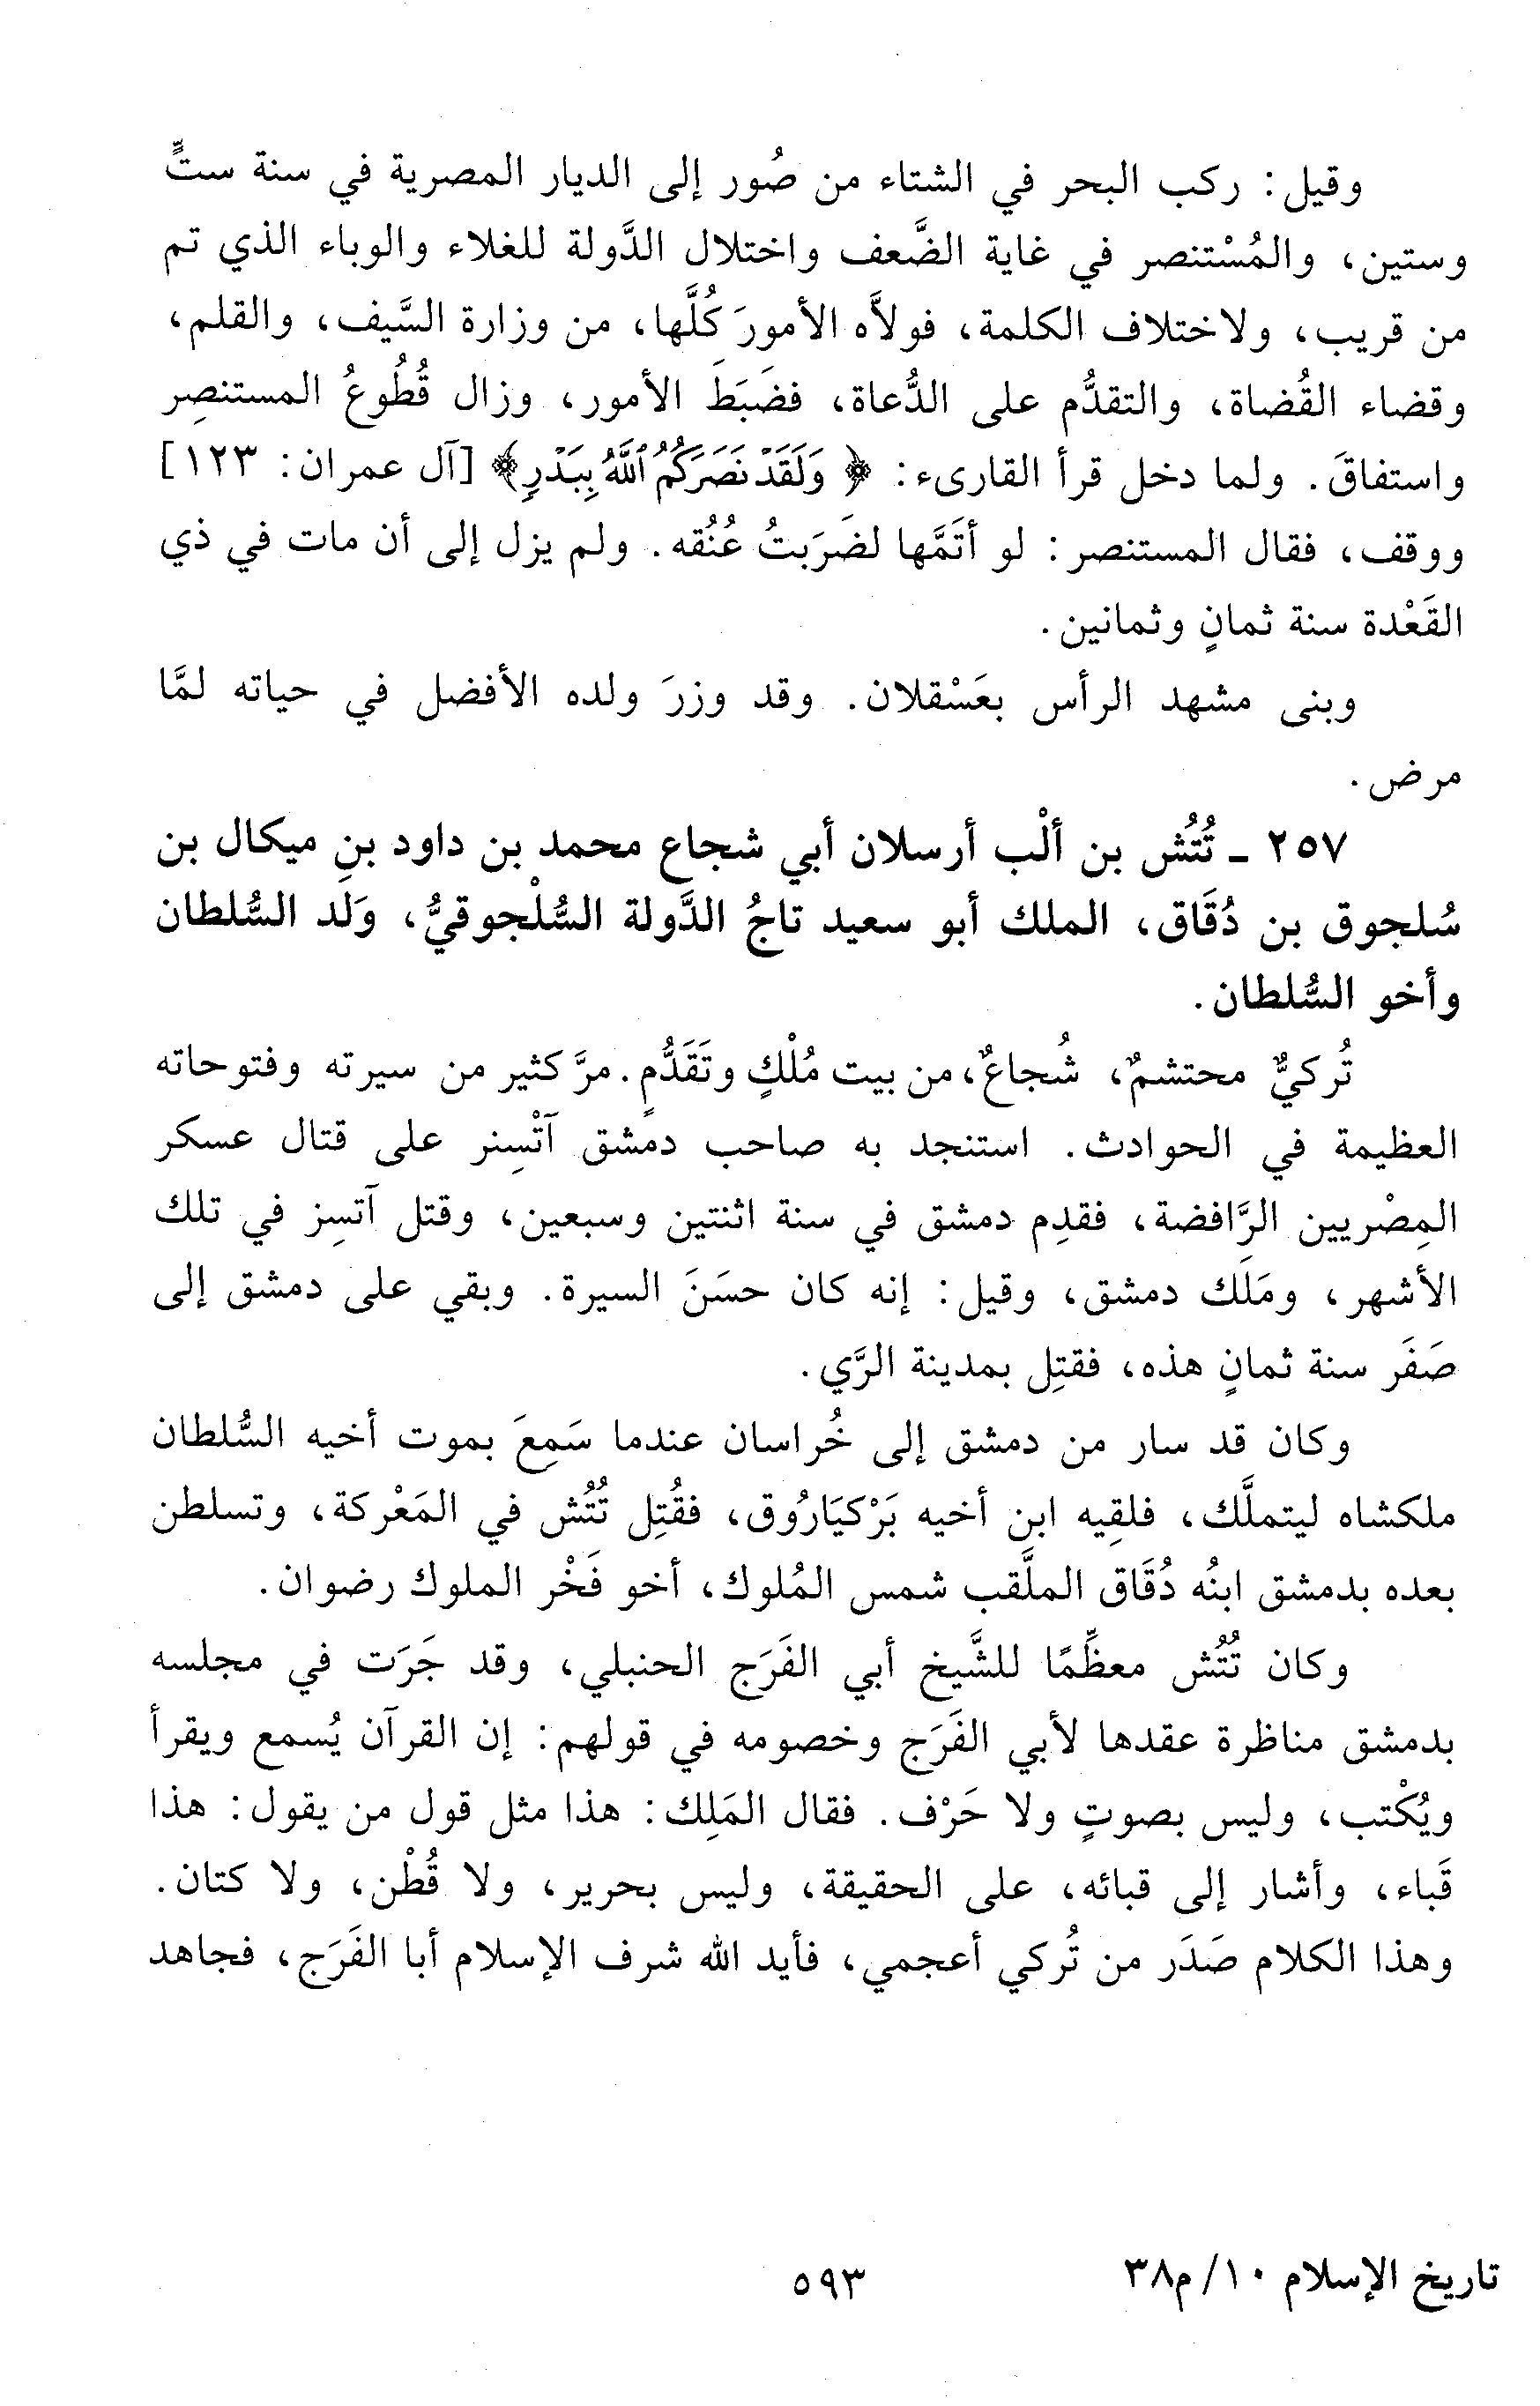 وقيل: ركب البحر في الشتاء من صُور إلى الديار المصرية في سنة ستٍّ
وستين، والمُسْتنصر في غاية الضَّعف واختلال الدَّولة للغلاء والوباء الذي تم
من قريب، ولاختلاف الكلمة، فولاَّه الأمورَ كُلَّها، من وزارة السَّيف، والقلم،
وقضاء القُضاة، والتقدُّم على الدُّعاة، فضَبَطَ الأمور، وزال قُطُوعُ المستنصِر
واستفاقَ. ولما دخل قرأ القارىء: ﴿ وَلَقَدْ نَصَرَكُمُ ٱللَّهُ بِبَدْرٍ﴾ [آل عمران: ١٢٣]
ووقف، فقال المستنصر: لو أتَمَّها لضَرَبتُ عُنُقه. ولم يزل إلى أن مات في ذي
القَعْدة سنة ثمانٍ وثمانين.
وبنى مشهد الرأس بعَسْقلان. وقد وزرَ ولده الأفضل في حياته لمَّا
مرض.
٢٥٧ ـ تُتُش بن ألْب أرسلان أبي شجاع محمد بن داود بنِ ميكال بن
سُلجوق بن دُقَاق، الملك أبو سعيد تاجُ الدَّولة السُّلْجوقيُّ، وَلَد السُّلطان
وأخو السُّلطان.
تُركيٌّ محتشمٌ، شُجاعٌ، من بيت مُلْكٍ وتَقَدُّمٍ. مرَّ كثير من سيرته وفتوحاته
العظيمة في الحوادث. استنجد به صاحب دمشق آتْسِنر على قتال عسكر
المِصْريين الرَّافضة، فقدِم دمشق في سنة اثنتين وسبعين، وقتل آتسِز في تلك
الأشهر، ومَلَك دمشق، وقيل: إنه كان حسَنَ السيرة. وبقي على دمشق إلى
صَفَر سنة ثمانٍ هذه، فقتِل بمدينة الرَّي.
وكان قد سار من دمشق إلى خُراسان عندما سَمِعَ بموت أخيه السُّلطان
ملكشاه ليتملَّك، فلقِيه ابن أخيه بَرْكيَارُوق، فقُتِل تُتُش في المَعْركة، وتسلطن
بعده بدمشق ابنُه دُقَاق الملَّقب شمس المُلوك، أخو فَخْر الملوك رضوان.
وكان تُتُش معظِّمًا للشَّيخ أبي الفَرَج الحنبلي، وقد جَرَت في مجلسه
بدمشق مناظرة عقدها لأبي الفَرَج وخصومه في قولهم: إن القرآن يُسمع ويقرأ
ويُكْتب، وليس بصوتٍ ولا حَرْف. فقال المَلِك: هذا مثل قول من يقول: هذا
قَباء، وأشار إلى قبائه، على الحقيقة، وليس بحرير، ولا قُطْن، ولا كتان.
وهذا الكلام صَدَر من تُركي أعجمي، فأيد الله شرف الإسلام أبا الفَرَج، فجاهد
تاريخ الإسلام ١٠/ م٣٨
٥٩٣